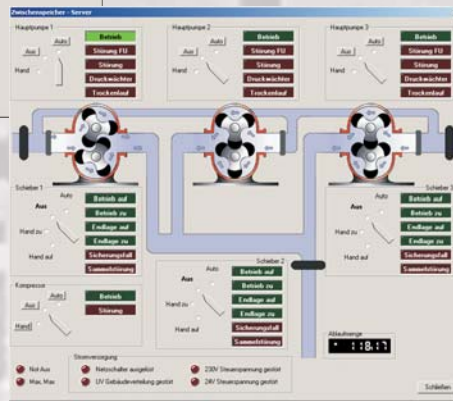 Zwischenspeicher - Server
Hauptpumpe 1
Auto
Aus
Hand
Betrieb
Störung FU
Störung
Druckwächter
Trockenlauf
Hauptpumpe 2
Auto
Aus
Hand
Betrieb
Störung FU
Störung
Druckwächter
Trockenlauf
Hauptpumpe 3
Auto
Aus
Hand
Betrieb
Störung FU
Störung
Druckwächter
Trockenlauf
Schieber 1
Auto
Aus
Hand zu
Hand auf
Betrieb auf
Betrieb zu
Endlage auf
Endlage zu
Sicherungsfall
Sammelstörung
Schieber 3
Auto
Aus
Hand zu
Hand auf
Betrieb auf
Betrieb zu
Endlage auf
Endlage zu
Sicherungsfall
Sammelstörung
Schieber 2
Auto
Aus
Hand zu
Hand auf
Betrieb auf
Betrieb zu
Endlage auf
Endlage zu
Sicherungsfall
Sammelstörung
Kompressor
Auto
Aus
Hand
Betrieb
Störung
Ablaufmenge
118.17
Not Aus
Max, Max
Stromversorgung
Netzschalter ausgelöst
UV Gebäudeverteilung gestört
230V Steuerspannung gestört
24V Steuerspannung gestört
Schließen